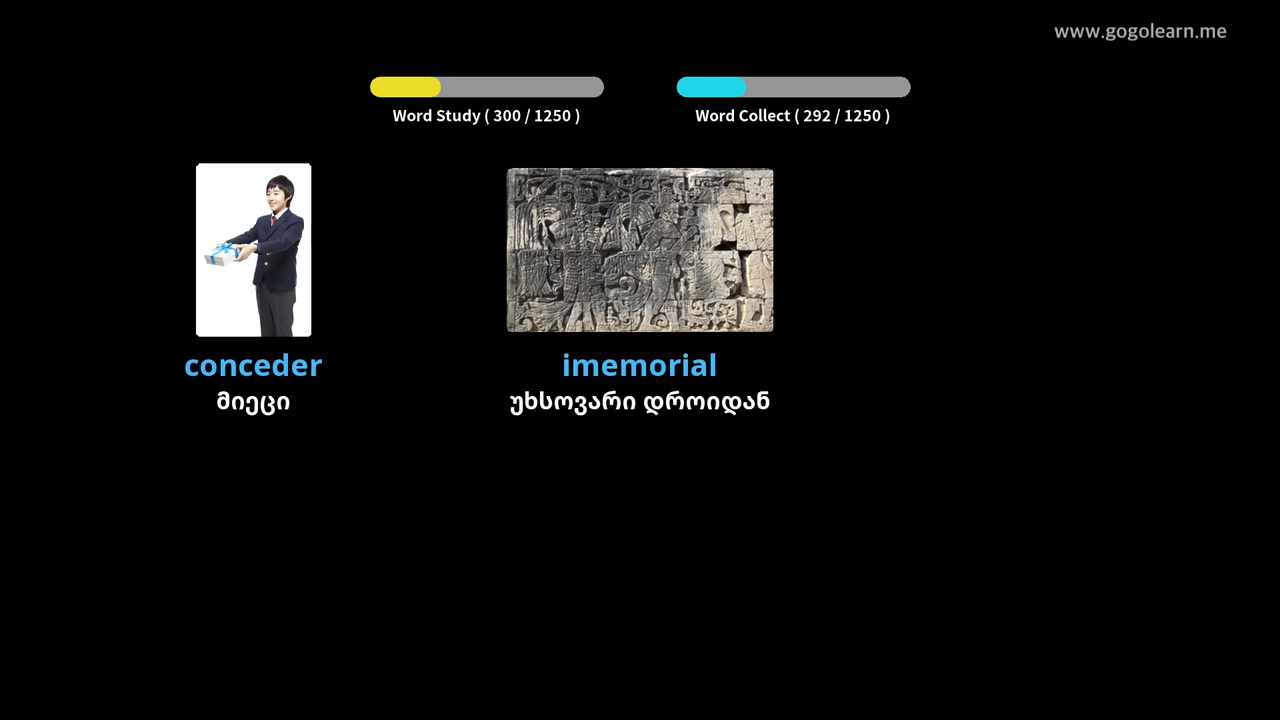 www.gogolearn.me
Word Study ( 300 / 1250 )
Word Collect ( 292 / 1250 )
conceder
მიეცი
imemorial
უხსოვარი დროიდან